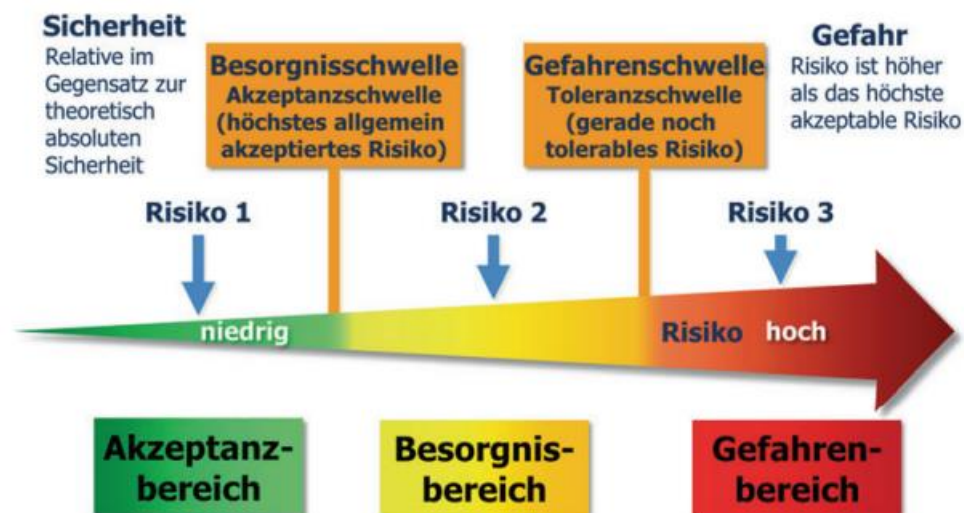 Sicherheit
Relative im
Gegensatz zur
theoretisch
absoluten
Sicherheit
Besorgnisschwelle
Akzeptanzschwelle
(höchstes allgemein
akzeptiertes Risiko)
Gefahrenschwelle
Toleranzschwelle
(gerade noch
tolerables Risiko)
Gefahr
Risiko ist höher
als das höchste
akzeptable Risiko
Risiko 1
Risiko 2
Risiko 3
niedrig
Risiko hoch
Akzeptanz-
bereich
Besorgnis-
bereich
Gefahren-
bereich